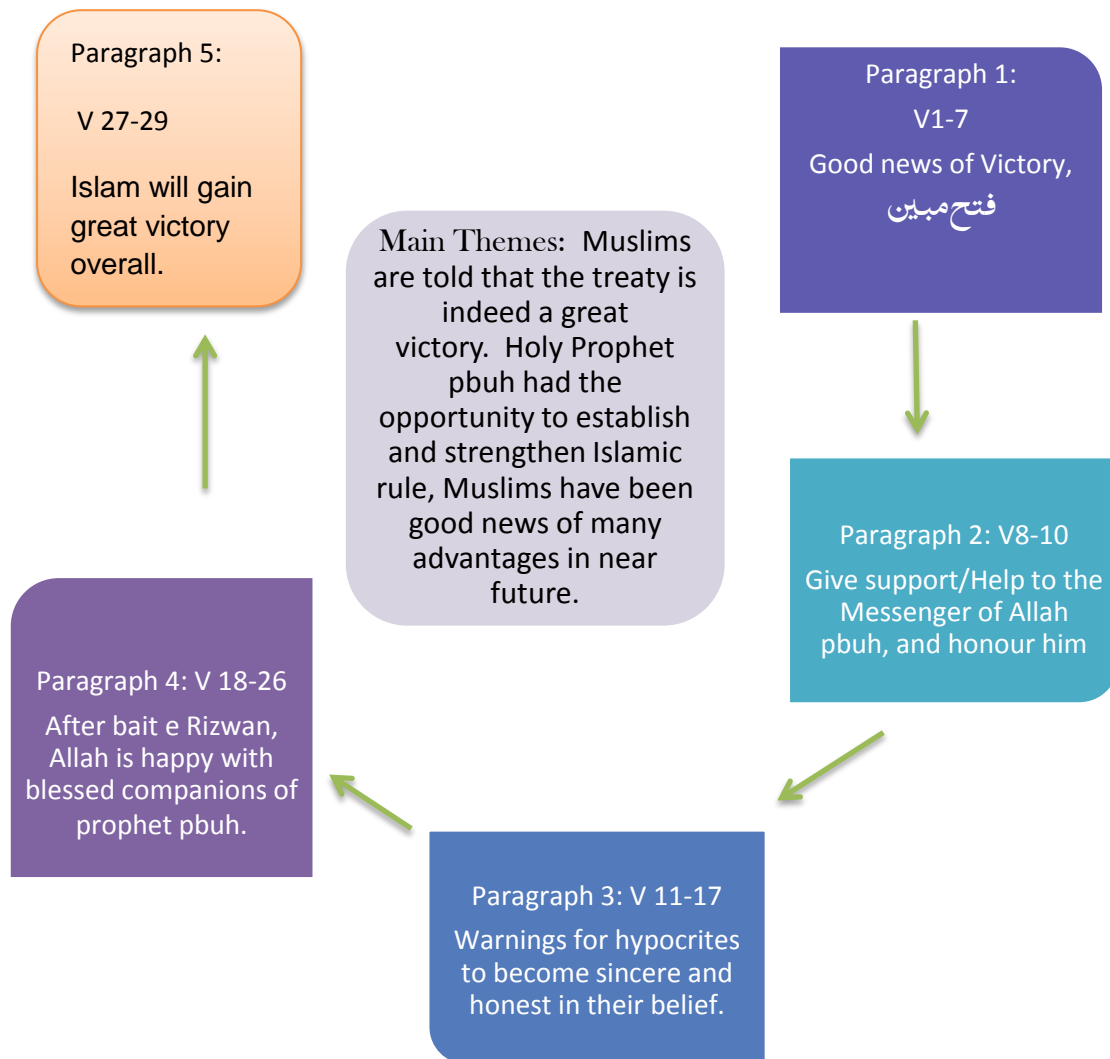 Paragraph 1:
V1-7
Good news of Victory,
فتح مبین
Paragraph 2: V8-10
Give support/Help to the
Messenger of Allah
pbuh, and honour him
Paragraph 3: V 11-17
Warnings for hypocrites
to become sincere and
honest in their belief.
Paragraph 4: V 18-26
After bait e Rizwan,
Allah is happy with
blessed companions of
prophet pbuh.
Paragraph 5:
V 27-29
Islam will gain
great victory
overall.
Main Themes: Muslims
are told that the treaty is
indeed a great
victory. Holy Prophet
pbuh had the
opportunity to establish
and strengthen Islamic
rule, Muslims have been
good news of many
advantages in near
future.